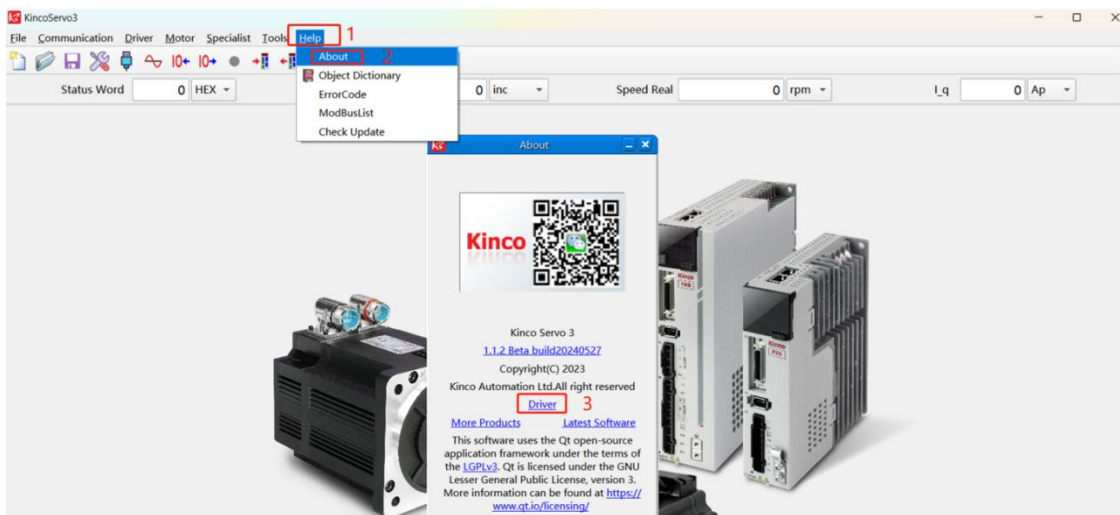 KincoServo3
File Communication Driver Motor Specialist Tools Help 1
About 2
Object Dictionary
ErrorCode
ModBusList
Check Update
Status Word 0 HEX 0 inc Speed Real 0 rpm I_q 0 Ap
About
Kinco
Kinco Servo 3
1.1.2 Beta build20240527
Copyright(C) 2023
Kinco Automation Ltd.All right reserved
Driver 3
More Products Latest Software
This software uses the Qt open-source
application framework under the terms of
the LGPLv3. Qt is licensed under the GNU
Lesser General Public License, version 3.
More information can be found at https://
www.qt.io/licensing/